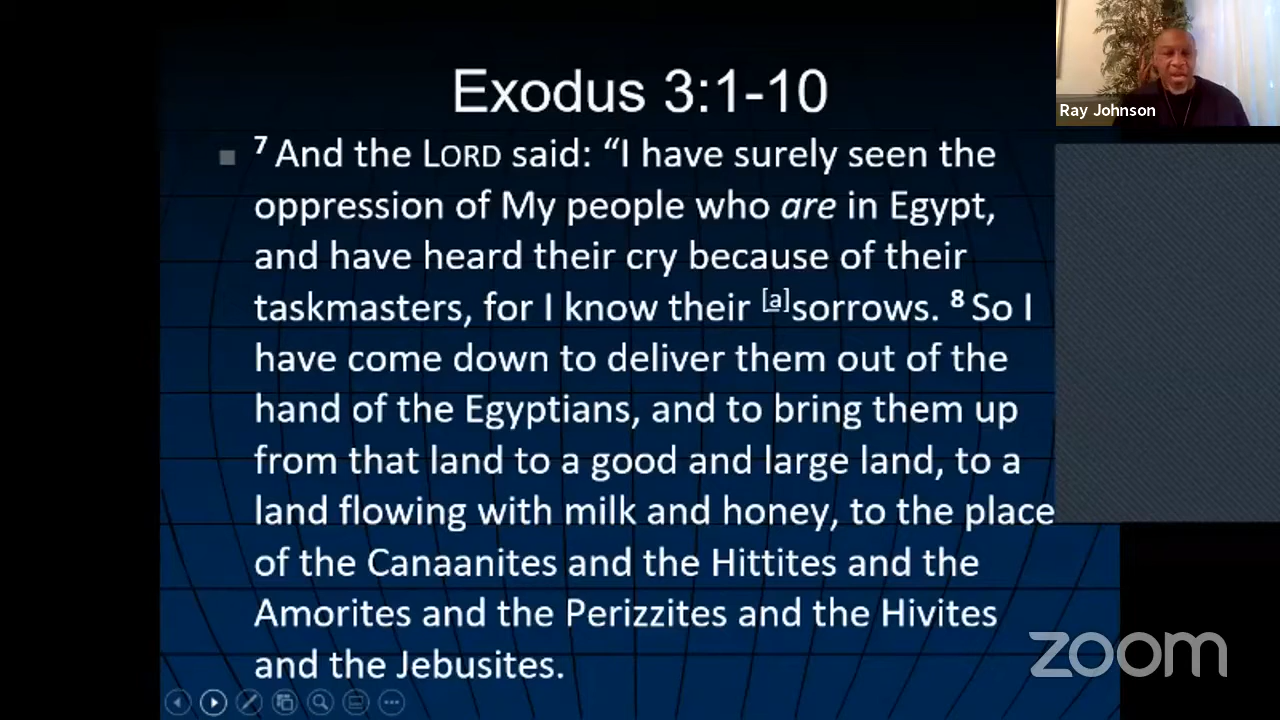 Exodus 3:1-10
Ray Johnson
⁷ And the LORD said: “I have surely seen the
oppression of My people who are in Egypt,
and have heard their cry because of their
taskmasters, for I know their [a]sorrows. ⁸ So I
have come down to deliver them out of the
hand of the Egyptians, and to bring them up
from that land to a good and large land, to a
land flowing with milk and honey, to the place
of the Canaanites and the Hittites and the
Amorites and the Perizzites and the Hivites
and the Jebusites.
zoom